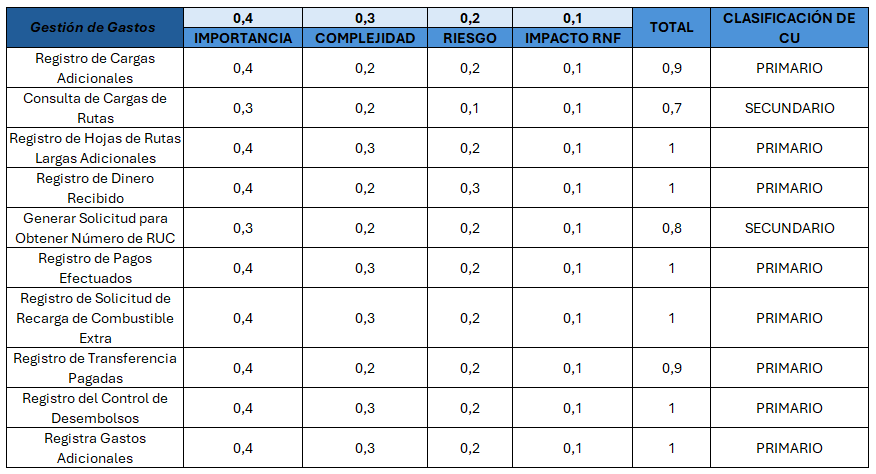 Gestión de Gastos 0,4 0,3 0,2 0,1 TOTAL CLASIFICACIÓN DE CU
IMPORTANCIA COMPLEJIDAD RIESGO IMPACTO RNF
Registro de Cargas
Adicionales 0,4 0,2 0,2 0,1 0,9 PRIMARIO
Consulta de Cargas de
Rutas 0,3 0,2 0,1 0,1 0,7 SECUNDARIO
Registro de Hojas de Rutas
Largas Adicionales 0,4 0,3 0,2 0,1 1 PRIMARIO
Registro de Dinero
Recibido 0,4 0,2 0,3 0,1 1 PRIMARIO
Generar Solicitud para
Obtener Número de RUC 0,3 0,2 0,2 0,1 0,8 SECUNDARIO
Registro de Pagos
Efectuados 0,4 0,3 0,2 0,1 1 PRIMARIO
Registro de Solicitud de
Recarga de Combustible
Extra 0,4 0,3 0,2 0,1 1 PRIMARIO
Registro de Transferencia
Pagadas 0,4 0,2 0,2 0,1 0,9 PRIMARIO
Registro del Control de
Desembolsos 0,4 0,3 0,2 0,1 1 PRIMARIO
Registra Gastos
Adicionales 0,4 0,3 0,2 0,1 1 PRIMARIO